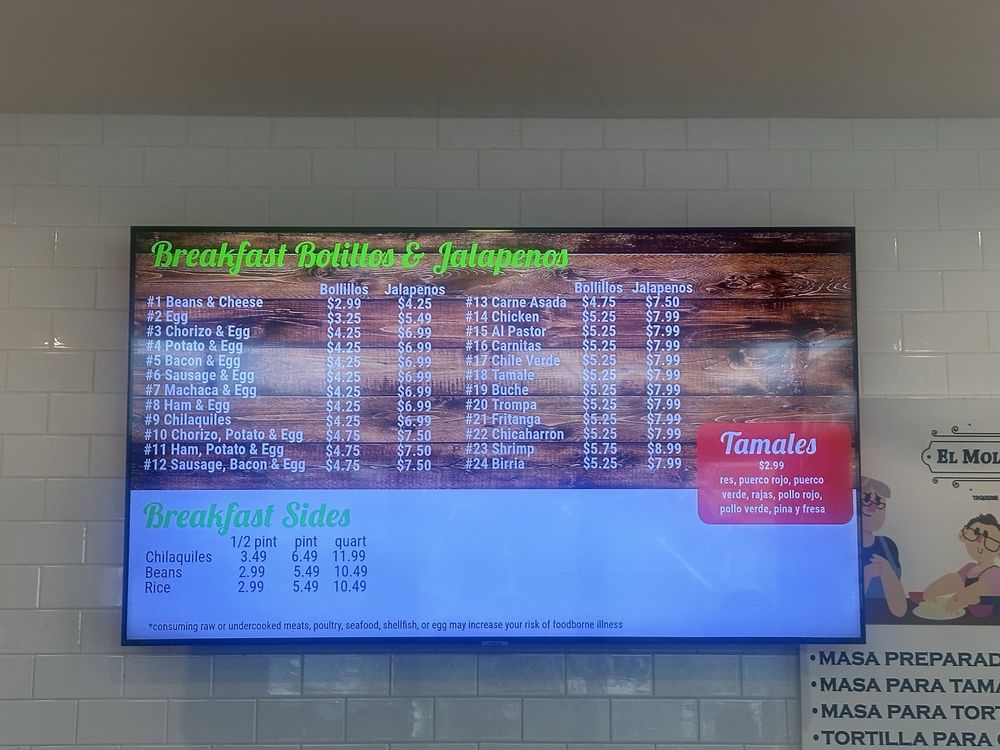 Breakfast Bolillos & Jalapenos
Bollillos Jalapenos
#1 Beans & Cheese $2.99 $4.25
#2 Egg $3.25 $5.49
#3 Chorizo & Egg $4.25 $6.99
#4 Potato & Egg $4.25 $6.99
#5 Bacon & Egg $4.25 $6.99
#6 Sausage & Egg $4.25 $6.99
#7 Machaca & Egg $4.25 $6.99
#8 Ham & Egg $4.25 $6.99
#9 Chilaquiles $4.25 $6.99
#10 Chorizo, Potato & Egg $4.75 $7.50
#11 Ham, Potato & Egg $4.75 $7.50
#12 Sausage, Bacon & Egg $4.75 $7.50
Bollillos Jalapenos
#13 Carne Asada $4.75 $7.50
#14 Chicken $5.25 $7.99
#15 Al Pastor $5.25 $7.99
#16 Carnitas $5.25 $7.99
#17 Chile Verde $5.25 $7.99
#18 Tamale $5.25 $7.99
#19 Buche $5.25 $7.99
#20 Trompa $5.25 $7.99
#21 Fritanga $5.25 $7.99
#22 Chicaharron $5.25 $7.99
#23 Shrimp $5.75 $8.99
#24 Birria $5.25 $7.99
Tamales
$2.99
res, puerco rojo, puerco
verde, rajas, pollo rojo,
pollo verde, pina y fresa
Breakfast Sides
1/2 pint pint quart
Chilaquiles 3.49 6.49 11.99
Beans 2.99 5.49 10.49
Rice 2.99 5.49 10.49
*consuming raw or undercooked meats, poultry, seafood, shellfish, or egg may increase your risk of foodborne illness
EL MOL
• MASA PREPARAD
• MASA PARA TAMA
• MASA PARA TORT
• TORTILLA PARA